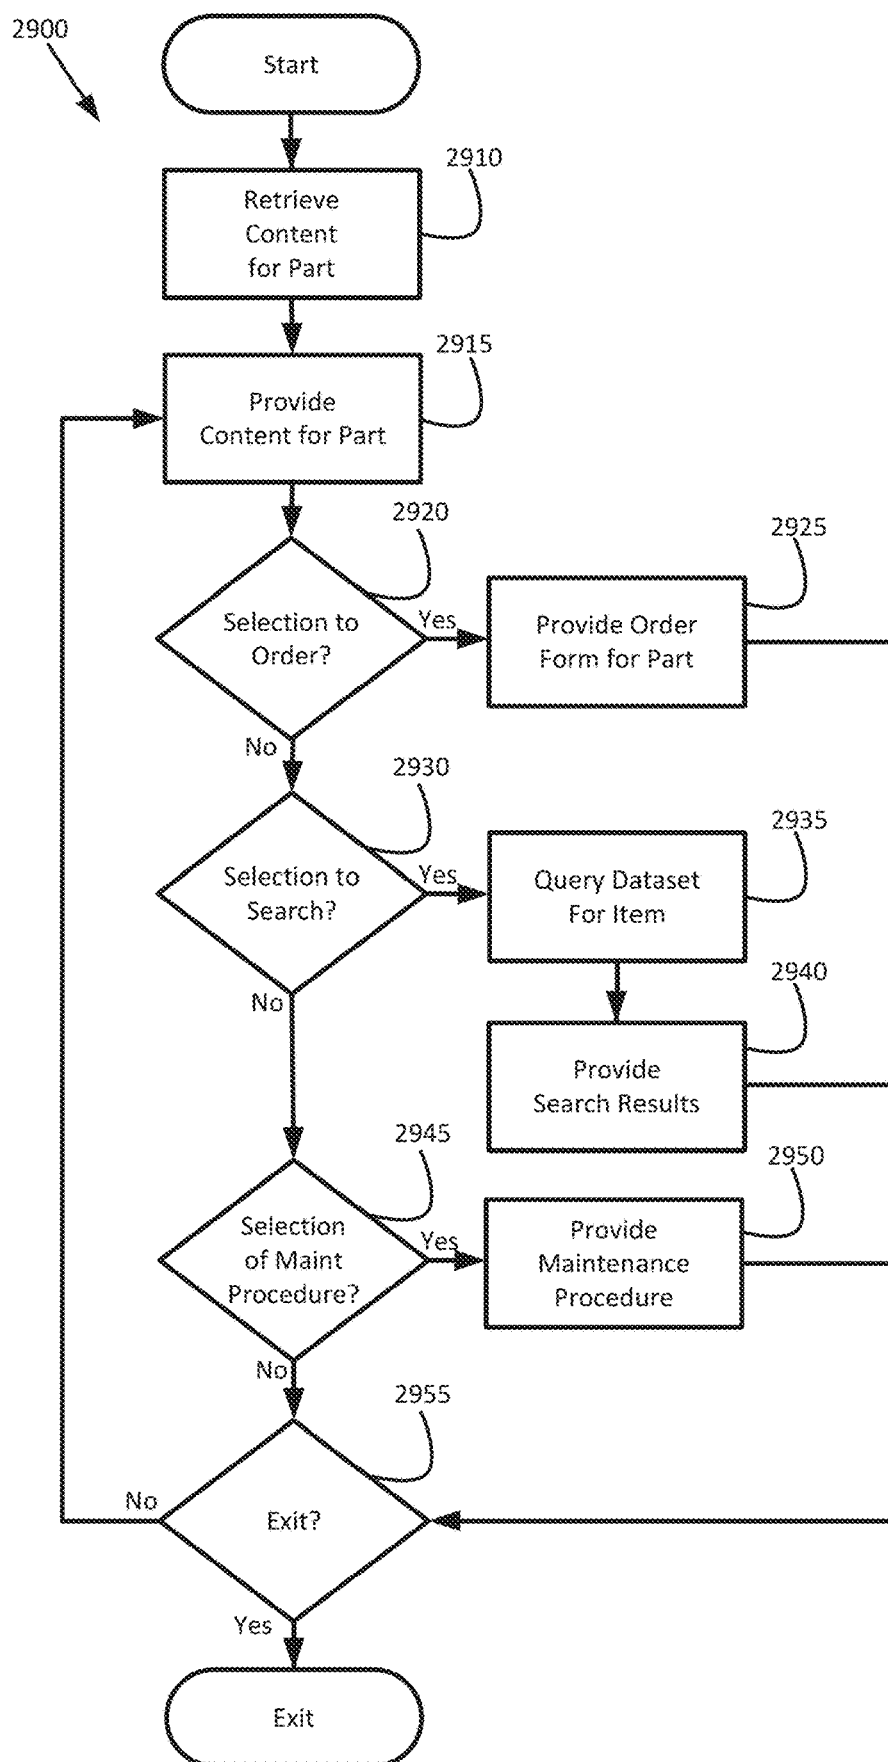 2900
Start
2910
Retrieve
Content
for Part
2915
Provide
Content for Part
2920
Selection to
Order?
Yes
2925
Provide Order
Form for Part
No
2930
Selection to
Search?
Yes
2935
Query Dataset
For Item
No
2940
Provide
Search Results
2945
Selection
of Maint
Procedure?
Yes
2950
Provide
Maintenance
Procedure
No
2955
Exit?
No
Yes
Exit